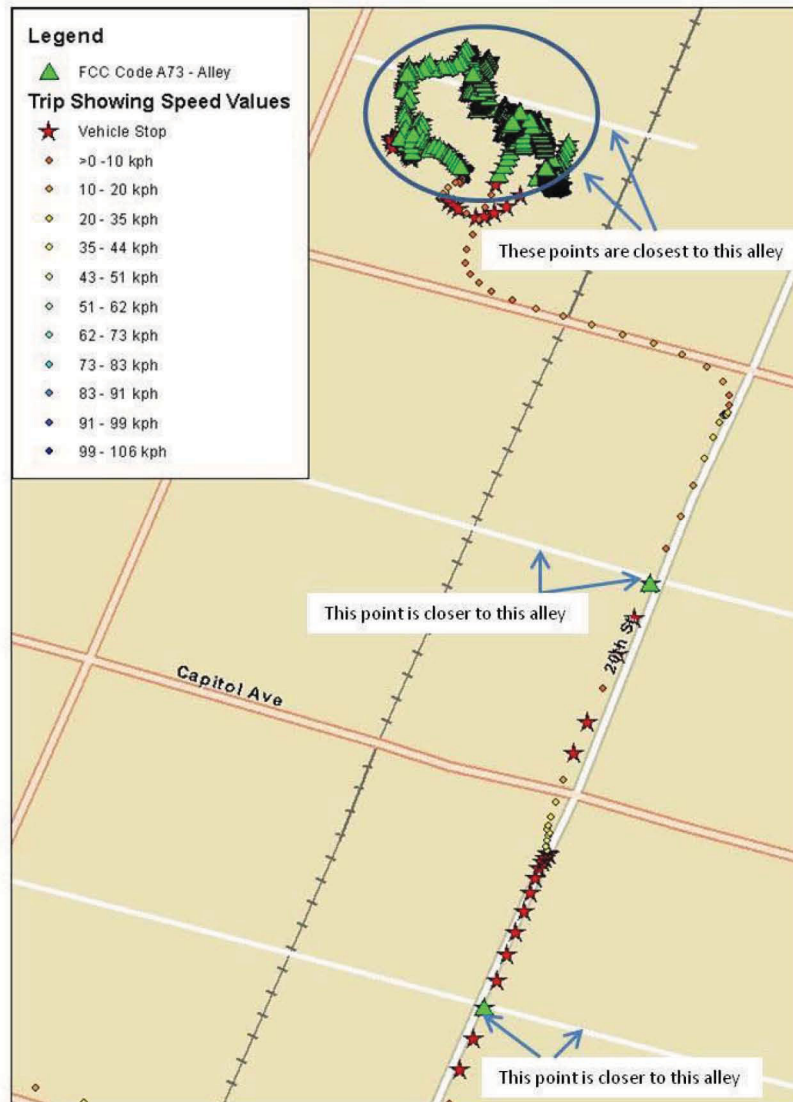 Legend
FCC Code A73 - Alley
Trip Showing Speed Values
Vehicle Stop
>0 -10 kph
10 - 20 kph
20 - 35 kph
35 - 44 kph
43 - 51 kph
51 - 62 kph
62 - 73 kph
73 - 83 kph
83 - 91 kph
91 - 99 kph
99 - 106 kph
These points are closest to this alley
This point is closer to this alley
20th St
Capitol Ave
This point is closer to this alley